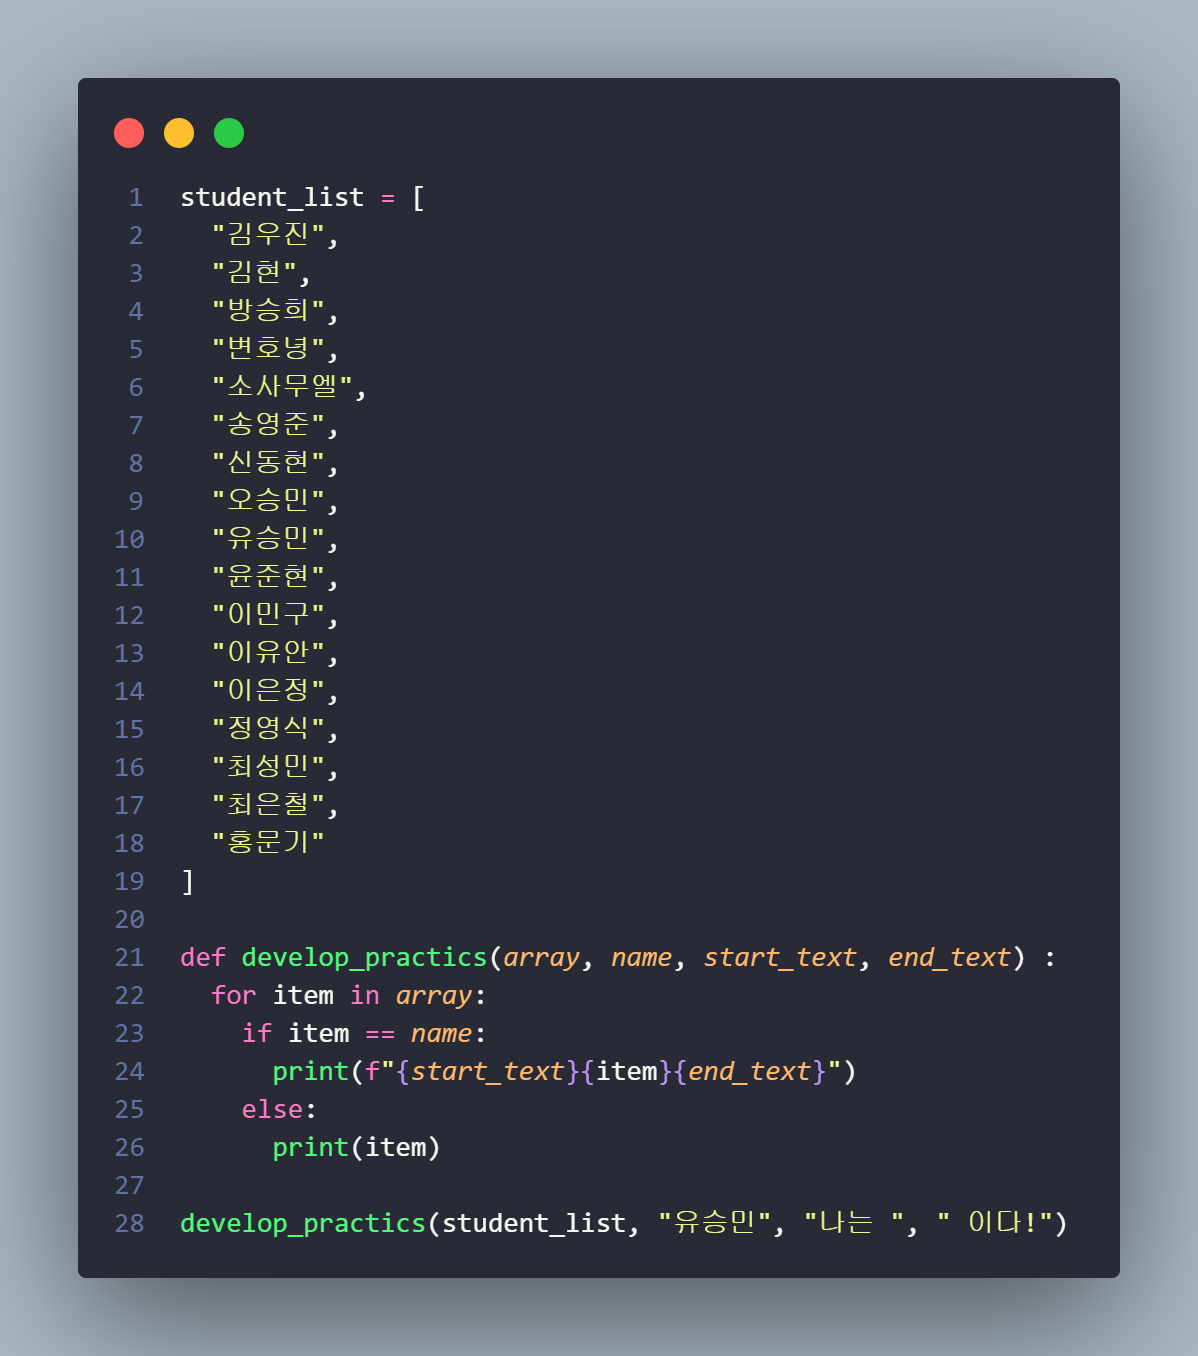 1 student_list = [
2   "김우진",
3   "김현",
4   "방승희",
5   "변호녕",
6   "소사무엘",
7   "송영준",
8   "신동현",
9   "오승민",
10   "유승민",
11   "윤준현",
12   "이민구",
13   "이유안",
14   "이은정",
15   "정영식",
16   "최성민",
17   "최은철",
18   "홍문기"
19 ]
20
21 def develop_practics(array, name, start_text, end_text) :
22   for item in array:
23     if item == name:
24       print(f"{start_text}{item}{end_text}")
25     else:
26       print(item)
27
28 develop_practics(student_list, "유승민", "나는 ", " 이다!")